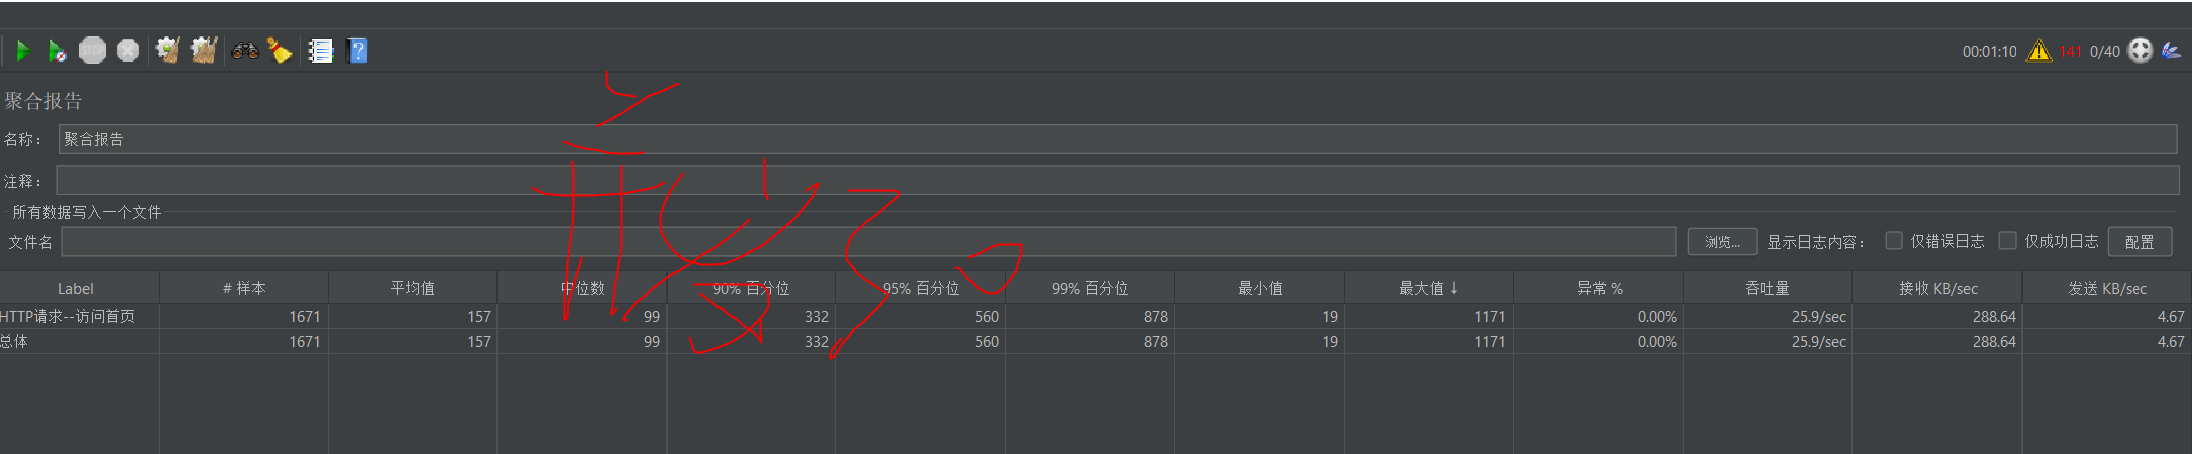 00:01:10 141 0/40
聚合报告
名称： 聚合报告
注释：
所有数据写入一个文件
文件名 浏览... 显示日志内容： 仅错误日志 仅成功日志 配置
Label # 样本 平均值 中位数 90% 百分位 95% 百分位 99% 百分位 最小值 最大值 ↓ 异常 % 吞吐量 接收 KB/sec 发送 KB/sec
HTTP请求--访问首页 1671 157 99 332 560 878 19 1171 0.00% 25.9/sec 288.64 4.67
总体 1671 157 99 332 560 878 19 1171 0.00% 25.9/sec 288.64 4.67